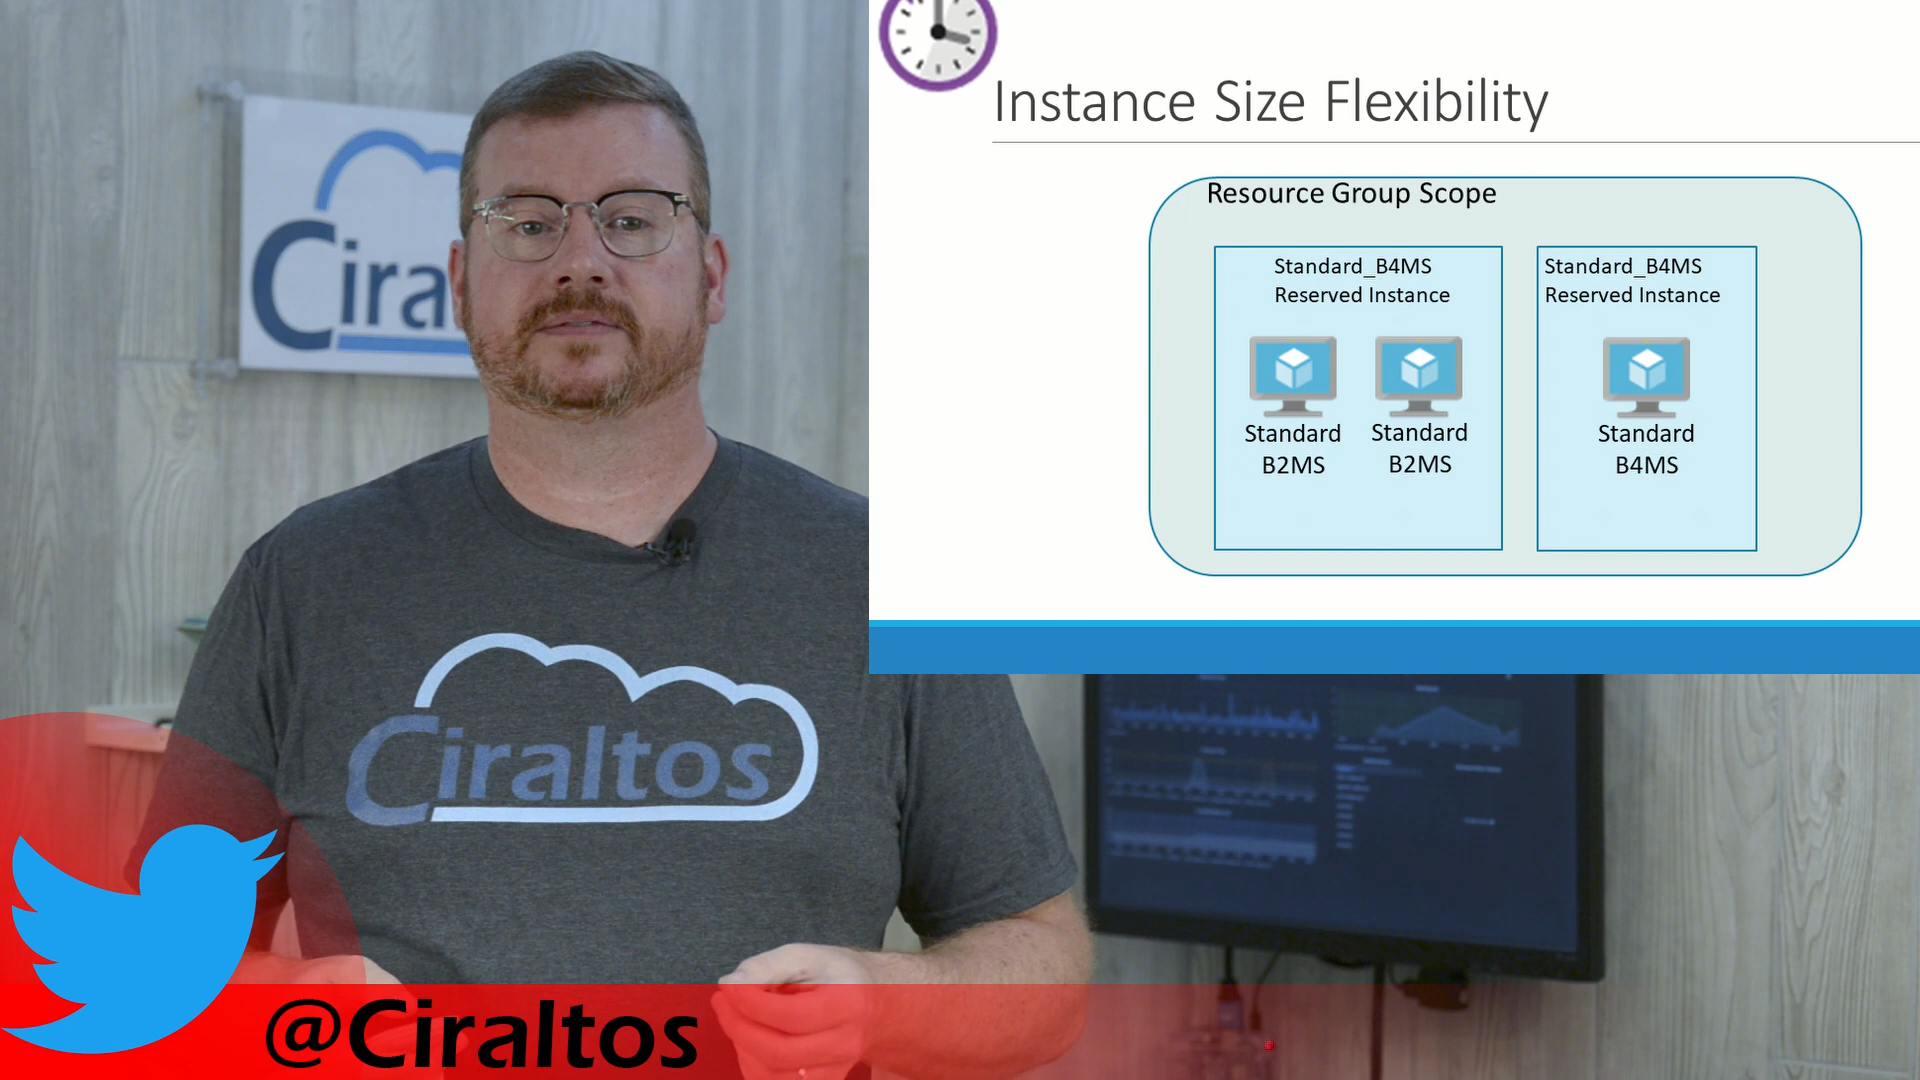 Instance Size Flexibility
Resource Group Scope
Standard_B4MS
Reserved Instance
Standard
B2MS
Standard
B2MS
Standard_B4MS
Reserved Instance
Standard
B4MS
Cira
Ciraltos
@Ciraltos